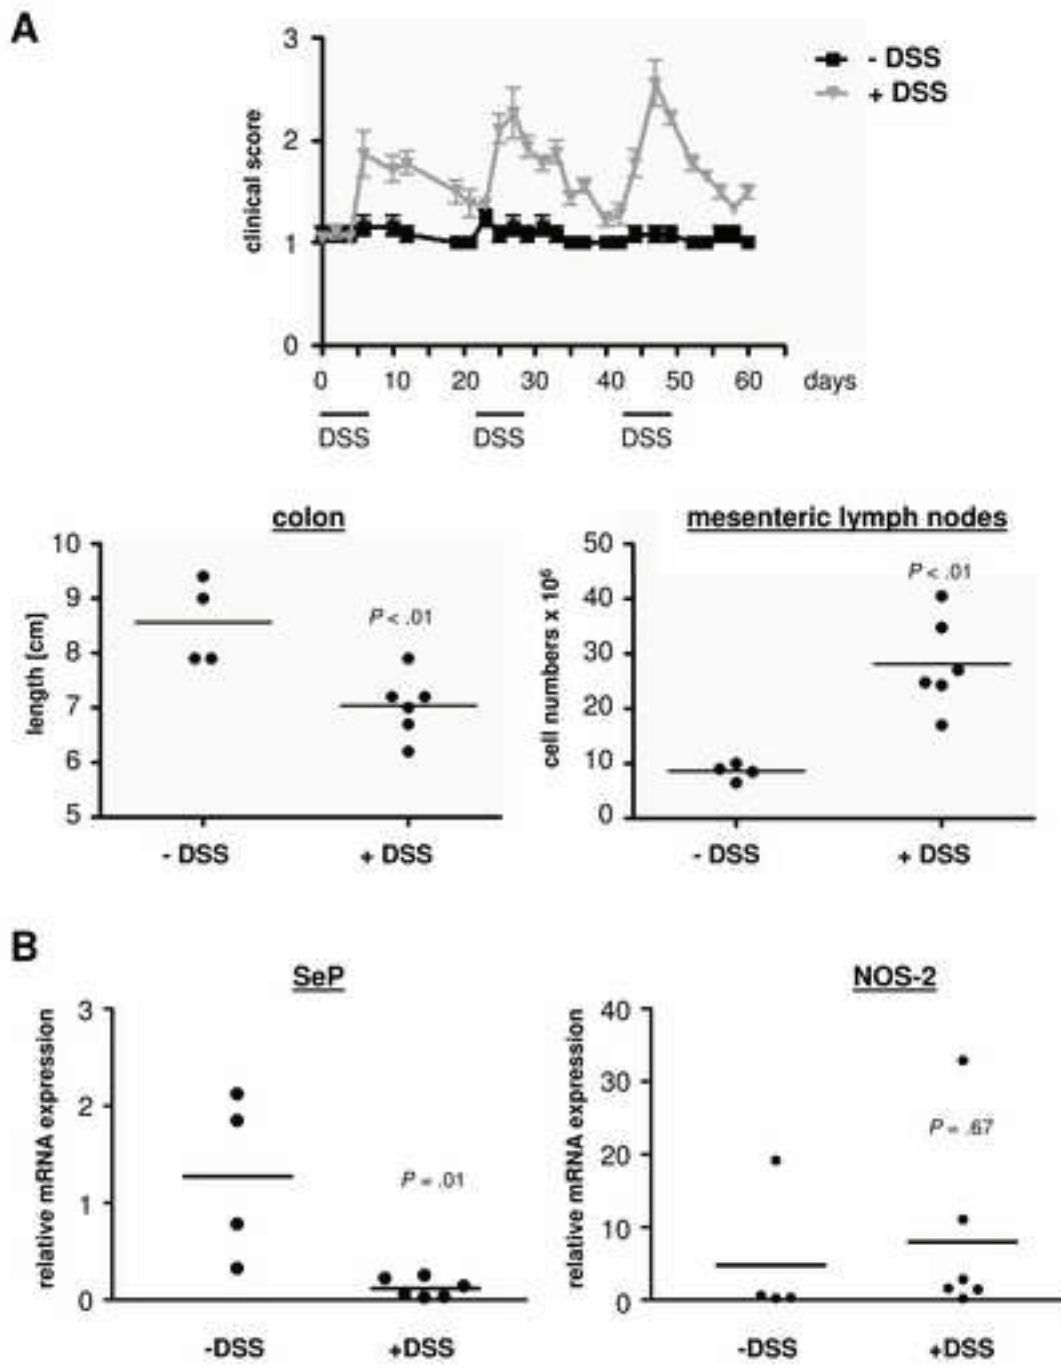 A
3
2
1
0
clinical score
- DSS
+ DSS
0 10 20 30 40 50 60 days
DSS DSS DSS
colon
10
9
8
7
6
5
length [cm]
P < .01
- DSS + DSS
mesenteric lymph nodes
50
40
30
20
10
0
cell numbers x 10⁶
P < .01
- DSS + DSS
B
SeP
3
2
1
0
relative mRNA expression
P = .01
-DSS +DSS
NOS-2
40
30
20
10
0
relative mRNA expression
P = .67
-DSS +DSS